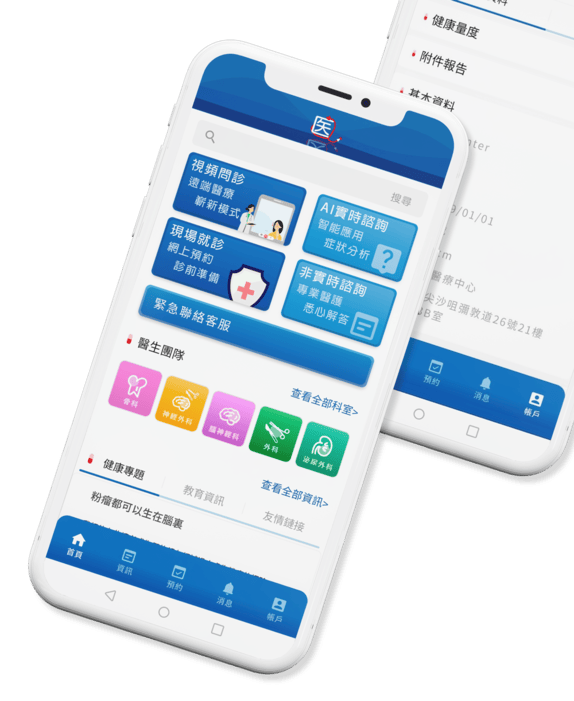 健康量度
附件報告
基本資料
9/01/01
醫療中心
尖沙咀彌敦道26號21樓
預約
消息
帳戶
医
搜尋
視頻問診
遠端醫療
嶄新模式
AI實時諮詢
智能應用
症狀分析
現場就診
網上預約
診前準備
非實時諮詢
專業醫護
悉心解答
緊急聯絡客服
醫生團隊
查看全部科室>
骨科
神經外科
腦神經科
外科
泌尿外科
健康專題
教育資訊
查看全部資訊>
友情鏈接
粉瘤都可以生在腦裏
首頁
資訊
預約
消息
帳戶